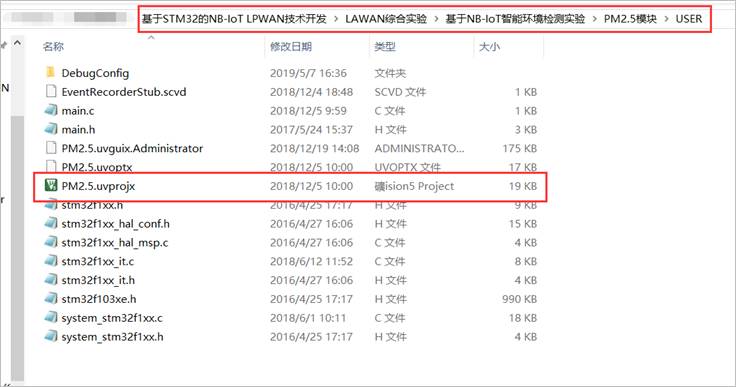 基于STM32的NB-IoT LPWAN技术开发 > LAWAN综合实验 > 基于NB-IoT智能环境检测实验 > PM2.5模块 > USER
名称 修改日期 类型 大小
DebugConfig 2019/5/7 16:36 文件夹
EventRecorderStub.scvd 2018/12/4 18:48 SCVD 文件 1 KB
main.c 2018/12/5 9:59 C 文件 1 KB
main.h 2017/5/24 15:37 H 文件 3 KB
PM2.5.uvguix.Administrator 2018/12/19 14:08 ADMINISTRATO... 175 KB
PM2.5.uvoptx 2018/12/5 10:00 UVOPTX 文件 17 KB
PM2.5.uvprojx 2018/12/5 10:00 礦ision5 Project 19 KB
stm32f1xx.h 2016/4/25 17:17 H 文件 9 KB
stm32f1xx_hal_conf.h 2016/4/27 16:06 H 文件 15 KB
stm32f1xx_hal_msp.c 2016/4/27 16:06 C 文件 4 KB
stm32f1xx_it.c 2018/6/12 11:52 C 文件 8 KB
stm32f1xx_it.h 2016/4/27 16:06 H 文件 4 KB
stm32f103xe.h 2016/4/25 17:17 H 文件 990 KB
system_stm32f1xx.c 2018/6/1 10:11 C 文件 18 KB
system_stm32f1xx.h 2016/4/25 17:17 H 文件 4 KB
N
r